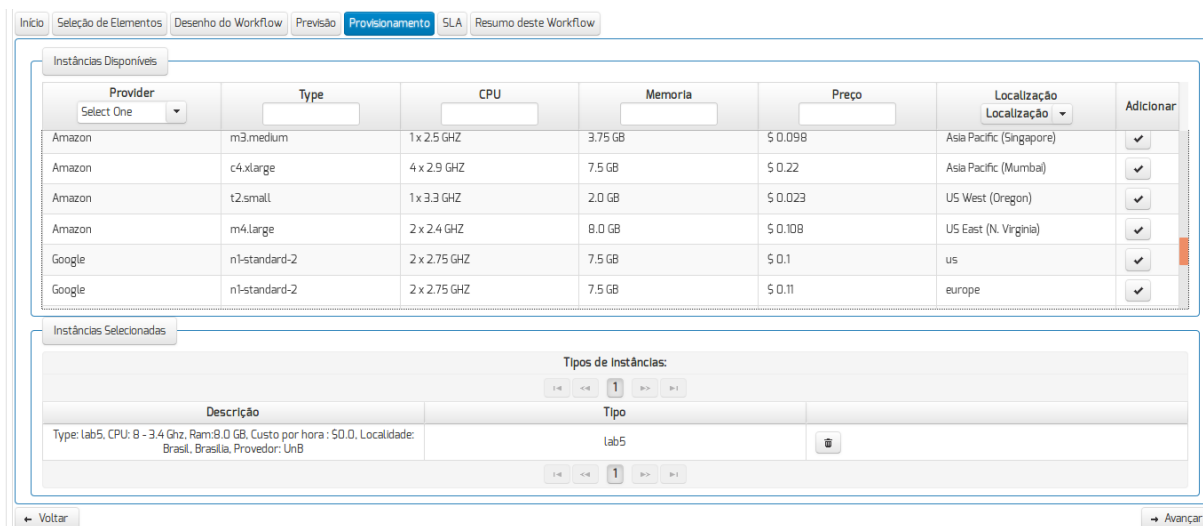 Início Seleção de Elementos Desenho do Workflow Previsão Provisionamento SLA Resumo deste Workflow
Instâncias Disponíveis
Provider Type CPU Memoria Preço Localização Adicionar
Select One Localização
Amazon m3.medium 1 x 2.5 GHZ 3.75 GB $ 0.098 Asia Pacific (Singapore)
Amazon c4.xlarge 4 x 2.9 GHZ 7.5 GB $ 0.22 Asia Pacific (Mumbai)
Amazon t2.small 1 x 3.3 GHZ 2.0 GB $ 0.023 US West (Oregon)
Amazon m4.large 2 x 2.4 GHZ 8.0 GB $ 0.108 US East (N. Virginia)
Google n1-standard-2 2 x 2.75 GHZ 7.5 GB $ 0.1 us
Google n1-standard-2 2 x 2.75 GHZ 7.5 GB $ 0.11 europe
Instâncias Selecionadas
Tipos de Instâncias:
1
Descrição Tipo
Type: lab5, CPU: 8 - 3.4 Ghz, Ram:8.0 GB, Custo por hora : $0.0, Localidade:
Brasil, Brasilia, Provedor: UnB lab5
1
Voltar Avançar